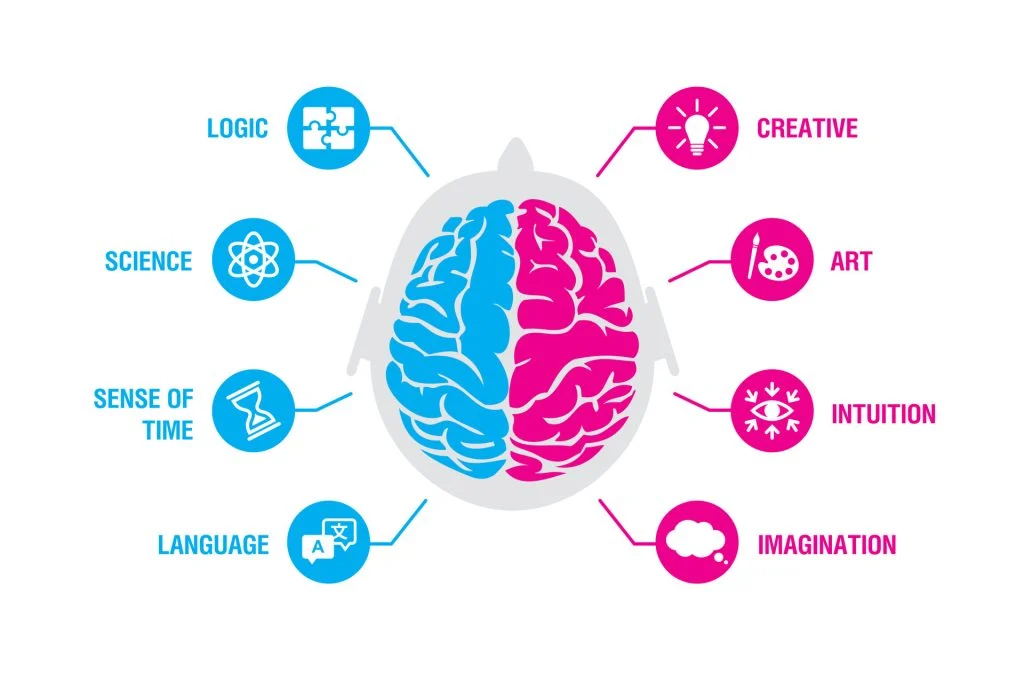 LOGIC
SCIENCE
SENSE OF
TIME
LANGUAGE
A
文
CREATIVE
ART
INTUITION
IMAGINATION